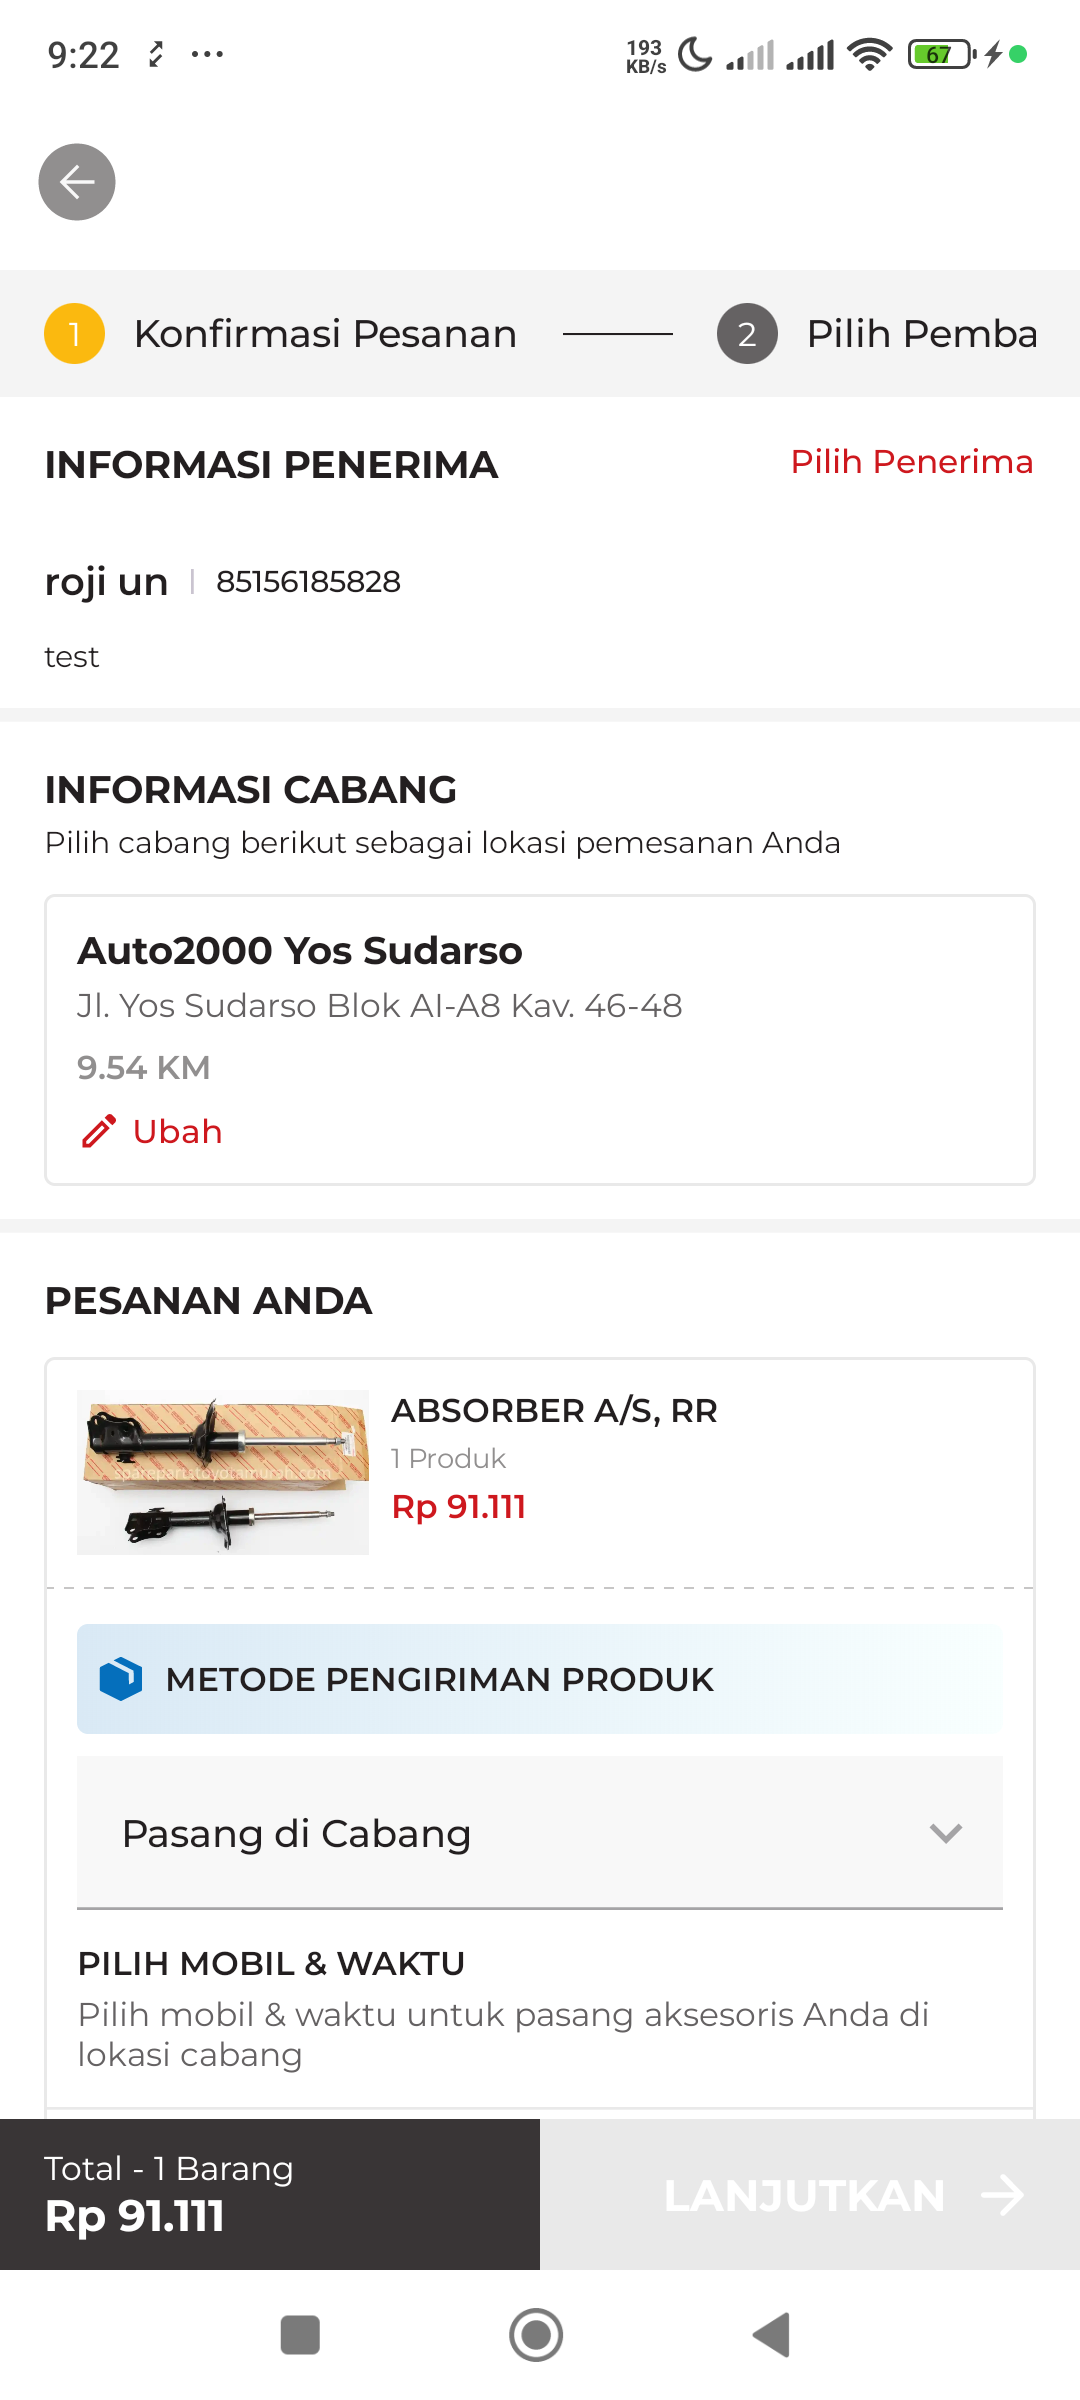 9:22
193
KB/s
67
1 Konfirmasi Pesanan
2 Pilih Pemba
INFORMASI PENERIMA
Pilih Penerima
roji un
85156185828
test
INFORMASI CABANG
Pilih cabang berikut sebagai lokasi pemesanan Anda
Auto2000 Yos Sudarso
Jl. Yos Sudarso Blok AI-A8 Kav. 46-48
9.54 KM
Ubah
PESANAN ANDA
ABSORBER A/S, RR
1 Produk
Rp 91.111
METODE PENGIRIMAN PRODUK
Pasang di Cabang
PILIH MOBIL & WAKTU
Pilih mobil & waktu untuk pasang aksesoris Anda di
lokasi cabang
Total - 1 Barang
Rp 91.111
LANJUTKAN